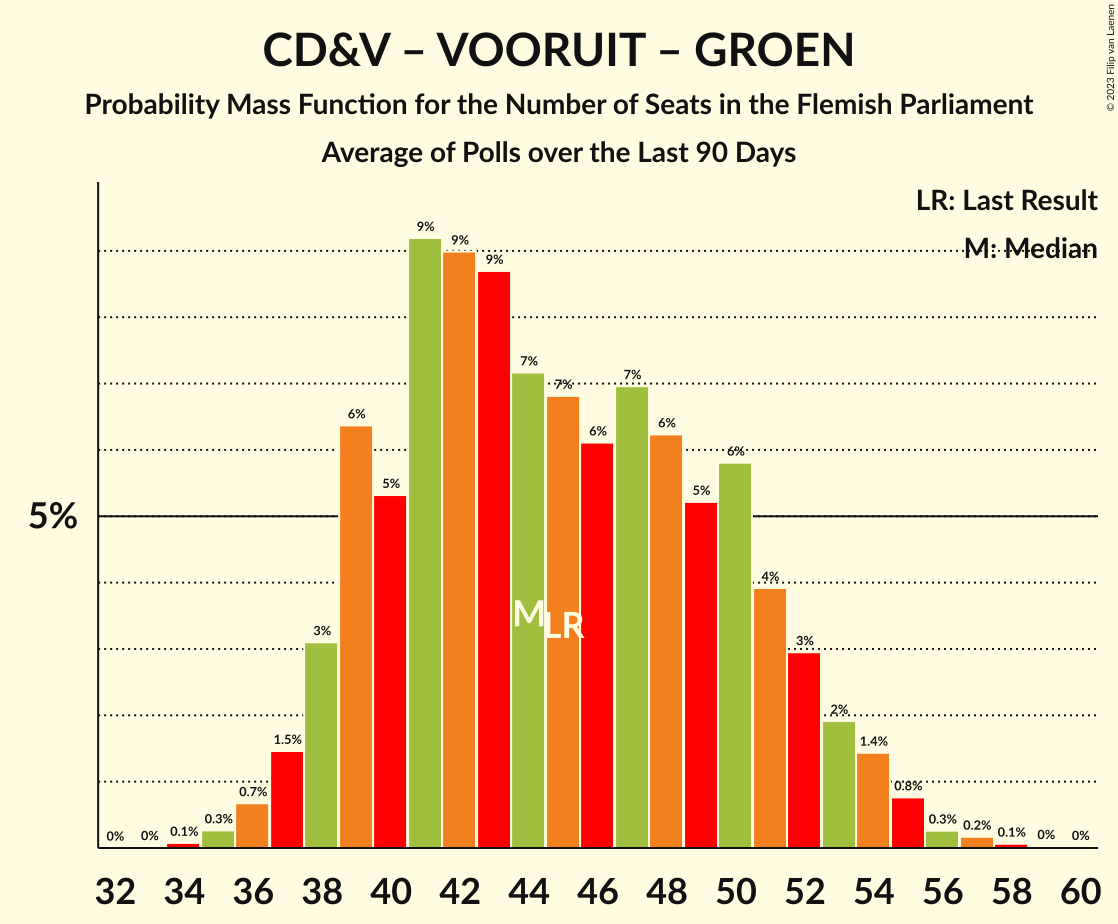 CD&V – VOORUIT – GROEN
Probability Mass Function for the Number of Seats in the Flemish Parliament
Average of Polls over the Last 90 Days
© 2023 Filip van Laenen
LR: Last Result
M: Median
5%
0% 0% 0.1% 0.3% 0.7% 1.5% 3% 6% 5% 9% 9% 9% 7% 7% 6% 7% 6% 5% 6% 4% 3% 2% 1.4% 0.8% 0.3% 0.2% 0.1% 0% 0%
M LR
32 34 36 38 40 42 44 46 48 50 52 54 56 58 60